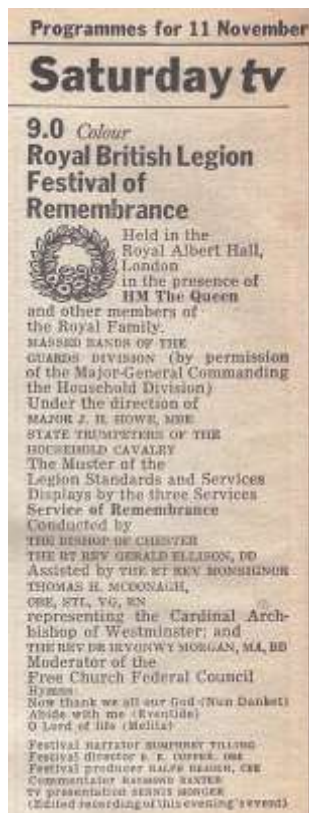 Programmes for 11 November
Saturday tv
9.0 Colour
Royal British Legion
Festival of
Remembrance
Held in the
Royal Albert Hall,
London
in the presence of
HM The Queen
and other members of
the Royal Family.
MASSED BANDS OF THE
GUARDS DIVISION (by permission
of the Major-General Commanding
the Household Division)
Under the direction of
MAJOR J. H. HOWE, MBE
STATE TRUMPETERS OF THE
HOUSEHOLD CAVALRY
The Muster of the
Legion Standards and Services
Displays by the three Services
Service of Remembrance
Conducted by
THE BISHOP OF CHESTER
THE RT REV GERALD ELLISON, DD
Assisted by THE RT REV MONSIGNOR
THOMAS H. MCDONAGH,
OBE, STL, VG, RN
representing the Cardinal Arch-
bishop of Westminster; and
THE REV DR IRVONWY MORGAN, MA, BD
Moderator of the
Free Church Federal Council
Hymns
Now thank we all our God (Nun Danket)
Abide with me (Eventide)
O Lord of life (Melita)
Festival narrator HUMPHREY TILLING
Festival director
Festival producer RALPH READER, CBE
Commentator RAYMOND BAXTER
TV presentation DENNIS MONGER
(Edited recording of this evening's event)